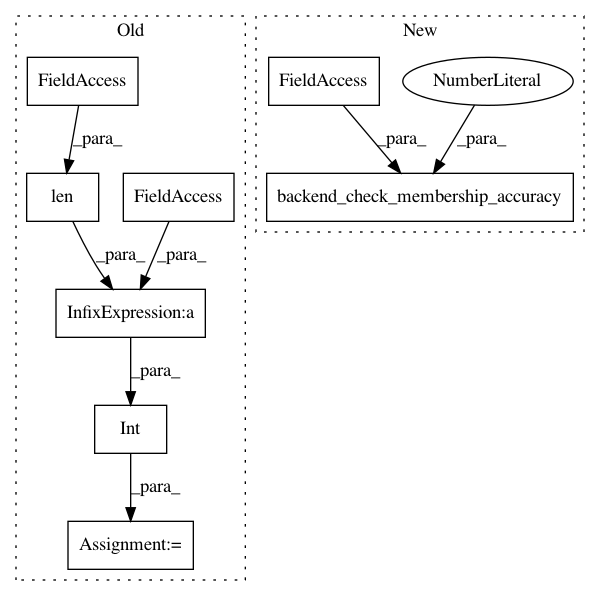 Old
New
FieldAccess
FieldAccess
NumberLiteral
_para_
_para_
_para_
len
FieldAccess
backend_check_membership_accuracy
_para_
_para_
InfixExpression:a
_para_
Int
_para_
Assignment:=